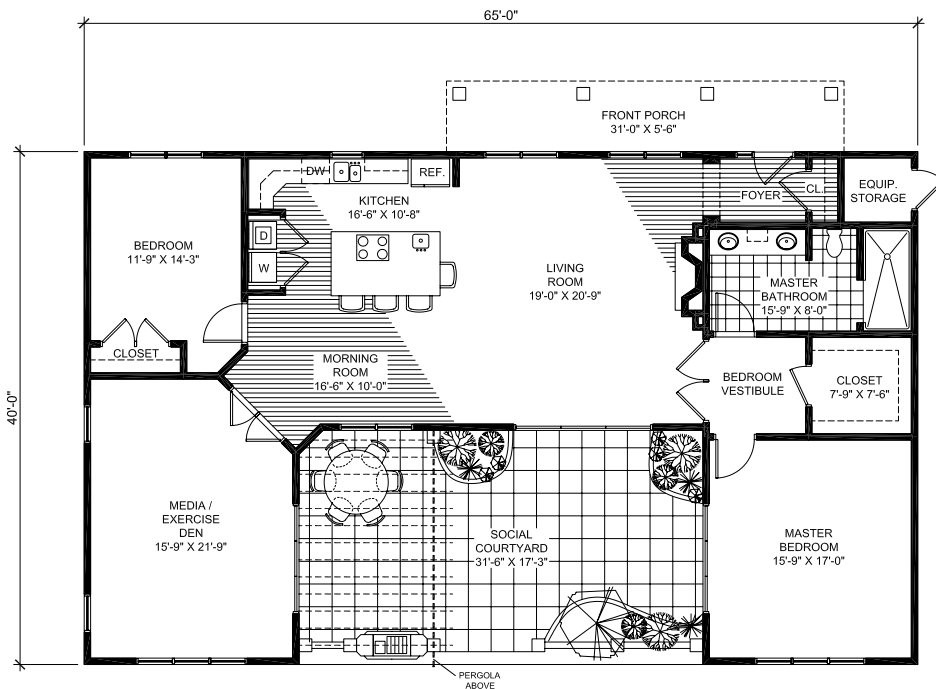 65'-0"
FRONT PORCH
31'-0" X 5'-6"
DW
REF.
KITCHEN
16'-6" X 10'-8"
FOYER
CL.
EQUIP.
STORAGE
D
W
BEDROOM
11'-9" X 14'-3"
LIVING
ROOM
19'-0" X 20'-9"
MASTER
BATHROOM
15'-9" X 8'-0"
CLOSET
MORNING
ROOM
16'-6" X 10'-0"
BEDROOM
VESTIBULE
CLOSET
7'-9" X 7'-6"
40'-0"
MEDIA /
EXERCISE
DEN
15'-9" X 21'-9"
SOCIAL
COURTYARD
31'-6" X 17'-3"
MASTER
BEDROOM
15'-9" X 17'-0"
PERGOLA
ABOVE